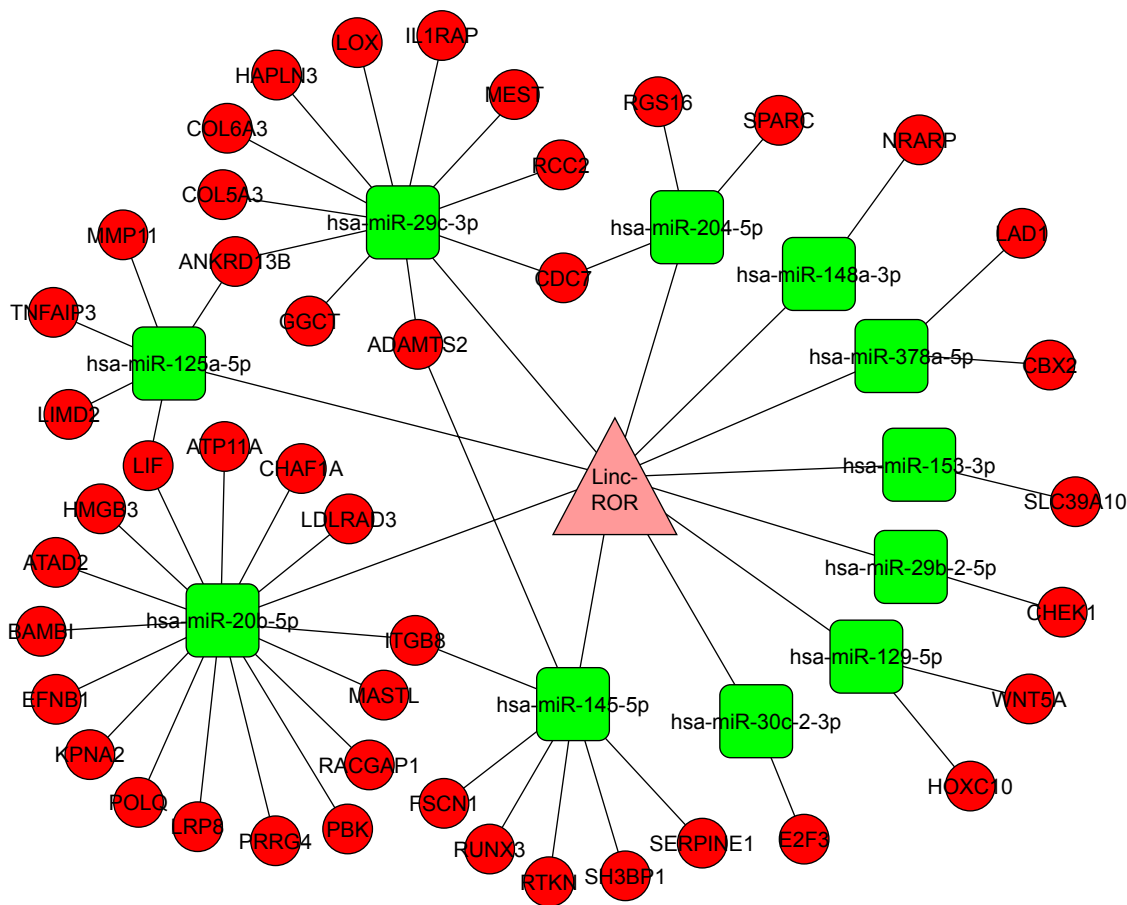 LOX
IL1RAP
HAPLN3
MEST
RGS16
SPARC
COL6A3
NRARP
RCC2
COL5A3
hsa-miR-29c-3p
hsa-miR-204-5p
MMP11
LAD1
ANKRD13B
CDC7
hsa-miR-148a-3p
TNFAIP3
GGCT
ADAMTS2
hsa-miR-378a-5p
hsa-miR-125a-5p
CBX2
LIMD2
ATP11A
LIF
CHAF1A
hsa-miR-153-3p
Linc-
ROR
SLC39A10
HMGB3
LDLRAD3
ATAD2
hsa-miR-29b-2-5p
CHEK1
hsa-miR-20b-5p
BAMBI
ITGB8
hsa-miR-129-5p
EFNB1
MASTL
WNT5A
hsa-miR-145-5p
hsa-miR-30c-2-3p
KPNA2
RACGAP1
HOXC10
POLQ
FSCN1
LRP8
PBK
PRRG4
SERPINE1
E2F3
RUNX3
SH3BP1
RTKN